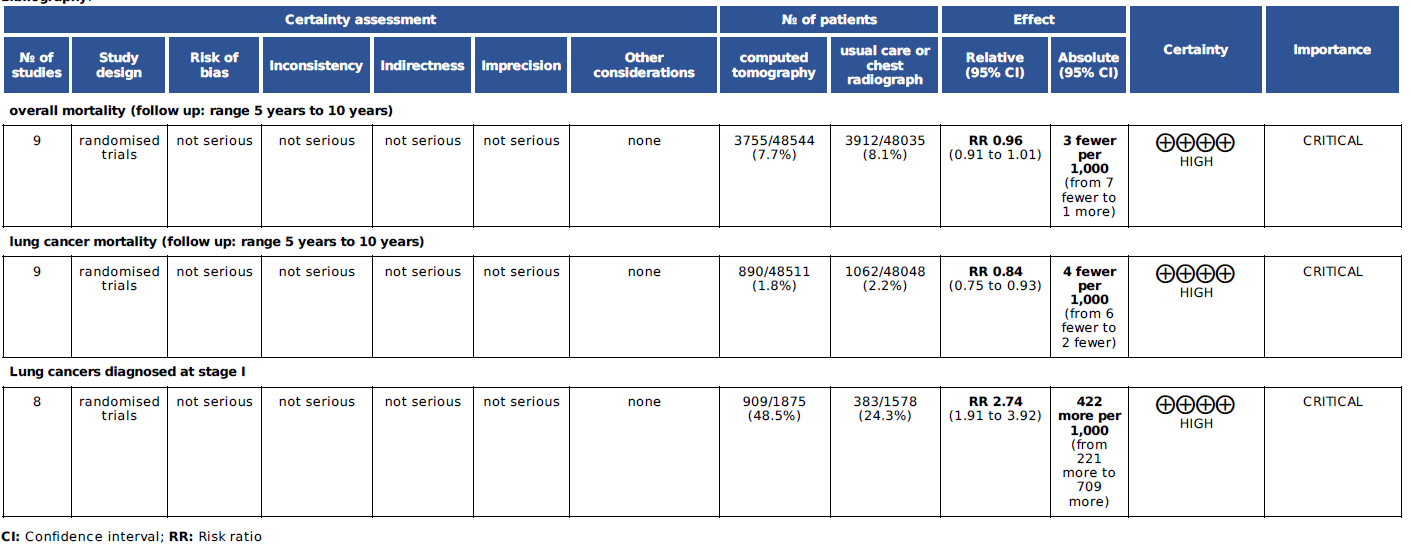 Certainty assessment
№ of patients
Effect
Certainty
Importance
№ of
studies
Study
design
Risk of
bias
Inconsistency
Indirectness
Imprecision
Other
considerations
computed
tomography
usual care or
chest
radiograph
Relative
(95% CI)
Absolute
(95% CI)
overall mortality (follow up: range 5 years to 10 years)
9
randomised
trials
not serious
not serious
not serious
not serious
none
3755/48544
(7.7%)
3912/48035
(8.1%)
RR 0.96
(0.91 to 1.01)
3 fewer
per
1,000
(from 7
fewer to
1 more)
⨁⨁⨁⨁
HIGH
CRITICAL
lung cancer mortality (follow up: range 5 years to 10 years)
9
randomised
trials
not serious
not serious
not serious
not serious
none
890/48511
(1.8%)
1062/48048
(2.2%)
RR 0.84
(0.75 to 0.93)
4 fewer
per
1,000
(from 6
fewer to
2 fewer)
⨁⨁⨁⨁
HIGH
CRITICAL
Lung cancers diagnosed at stage I
8
randomised
trials
not serious
not serious
not serious
not serious
none
909/1875
(48.5%)
383/1578
(24.3%)
RR 2.74
(1.91 to 3.92)
422
more per
1,000
(from
221
more to
709
more)
⨁⨁⨁⨁
HIGH
CRITICAL
CI: Confidence interval; RR: Risk ratio